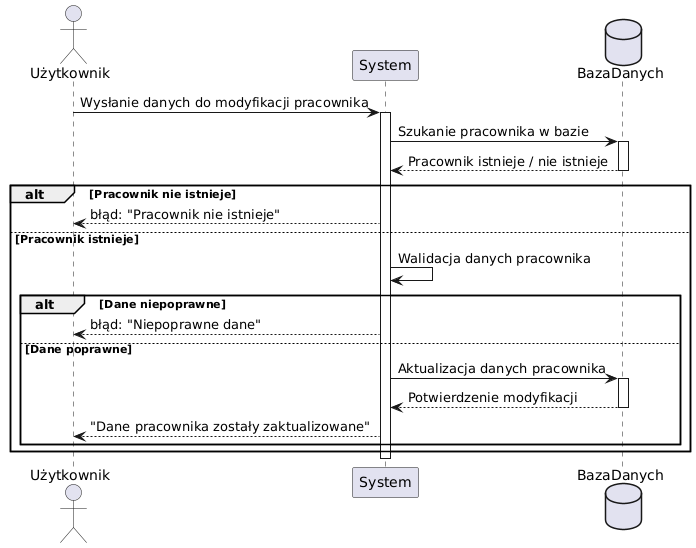 Użytkownik
System
BazaDanych
Wysłanie danych do modyfikacji pracownika
Szukanie pracownika w bazie
Pracownik istnieje / nie istnieje
alt [Pracownik nie istnieje]
błąd: "Pracownik nie istnieje"
[Pracownik istnieje]
Walidacja danych pracownika
alt [Dane niepoprawne]
błąd: "Niepoprawne dane"
[Dane poprawne]
Aktualizacja danych pracownika
Potwierdzenie modyfikacji
"Dane pracownika zostały zaktualizowane"
Użytkownik
System
BazaDanych